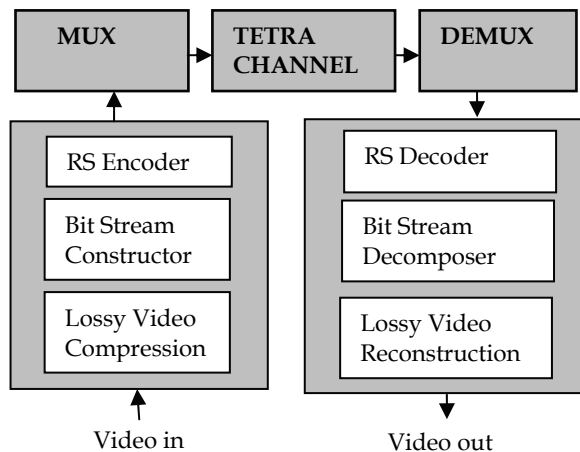 MUX
TETRA
CHANNEL
DEMUX
RS Encoder
Bit Stream
Constructor
Lossy Video
Compression
Video in
RS Decoder
Bit Stream
Decomposer
Lossy Video
Reconstruction
Video out